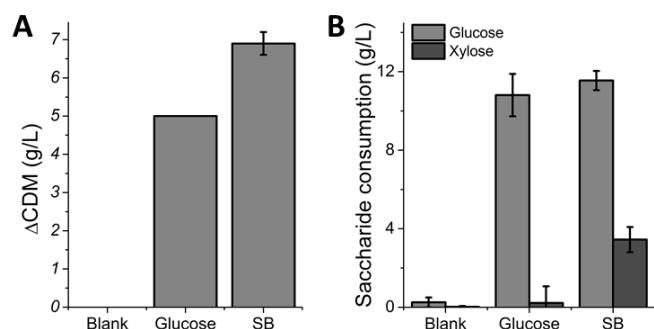 A
ΔCDM (g/L)
7
6
5
4
3
2
1
0
Blank
Glucose
SB
B
Saccharide consumption (g/L)
Glucose
Xylose
12
8
4
0
Blank
Glucose
SB